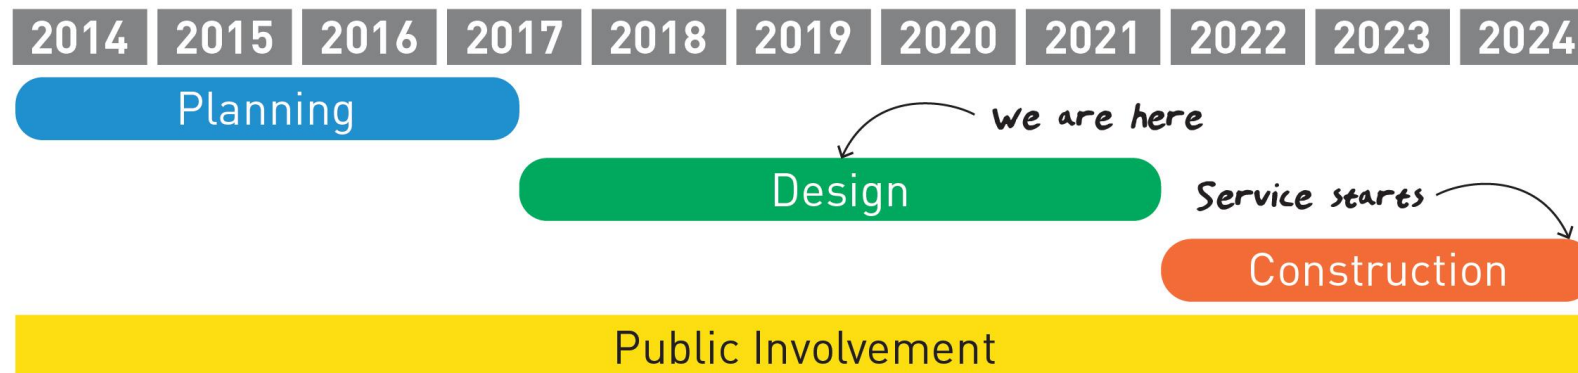 2014 2015 2016 2017 2018 2019 2020 2021 2022 2023 2024
Planning
We are here
Design
Service starts
Construction
Public Involvement